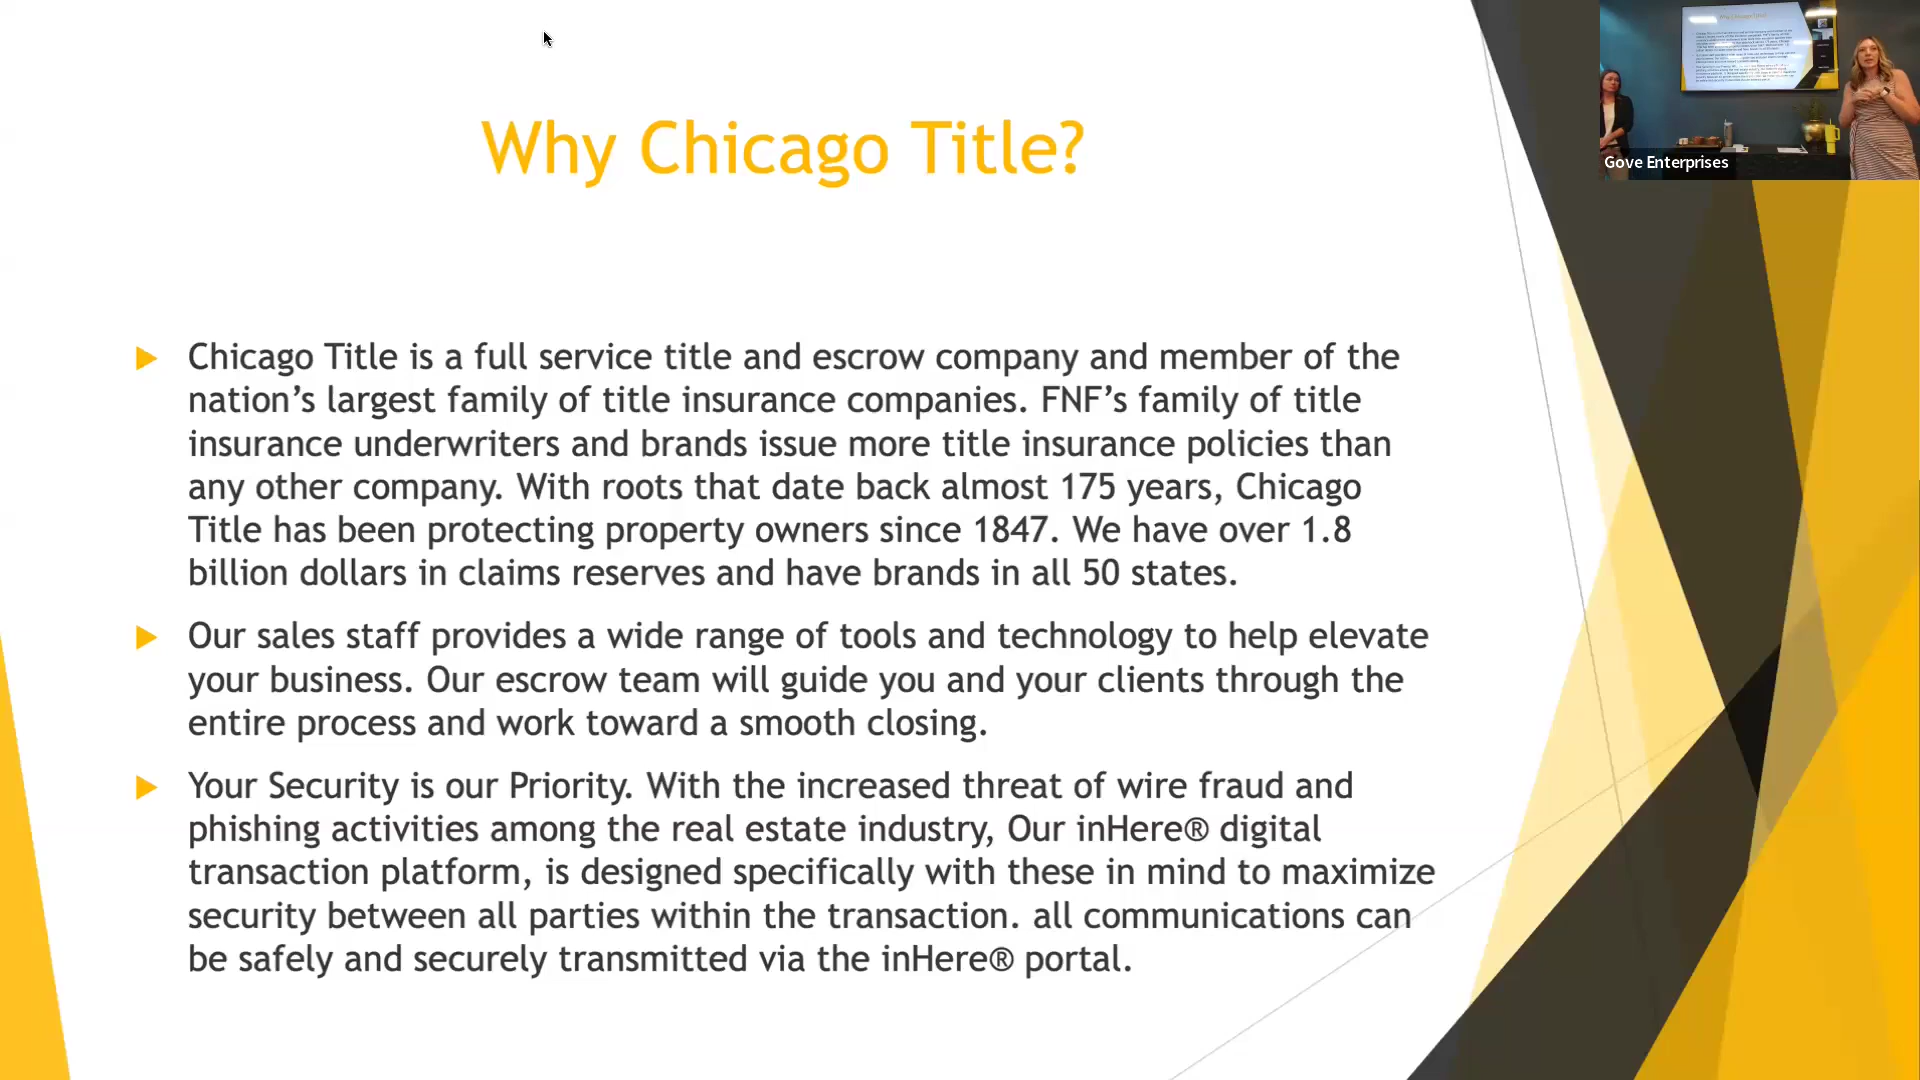 Why Chicago Title?
Gove Enterprises
Chicago Title is a full service title and escrow company and member of the
nation’s largest family of title insurance companies. FNF’s family of title
insurance underwriters and brands issue more title insurance policies than
any other company. With roots that date back almost 175 years, Chicago
Title has been protecting property owners since 1847. We have over 1.8
billion dollars in claims reserves and have brands in all 50 states.
Our sales staff provides a wide range of tools and technology to help elevate
your business. Our escrow team will guide you and your clients through the
entire process and work toward a smooth closing.
Your Security is our Priority. With the increased threat of wire fraud and
phishing activities among the real estate industry, Our inHere® digital
transaction platform, is designed specifically with these in mind to maximize
security between all parties within the transaction. all communications can
be safely and securely transmitted via the inHere® portal.